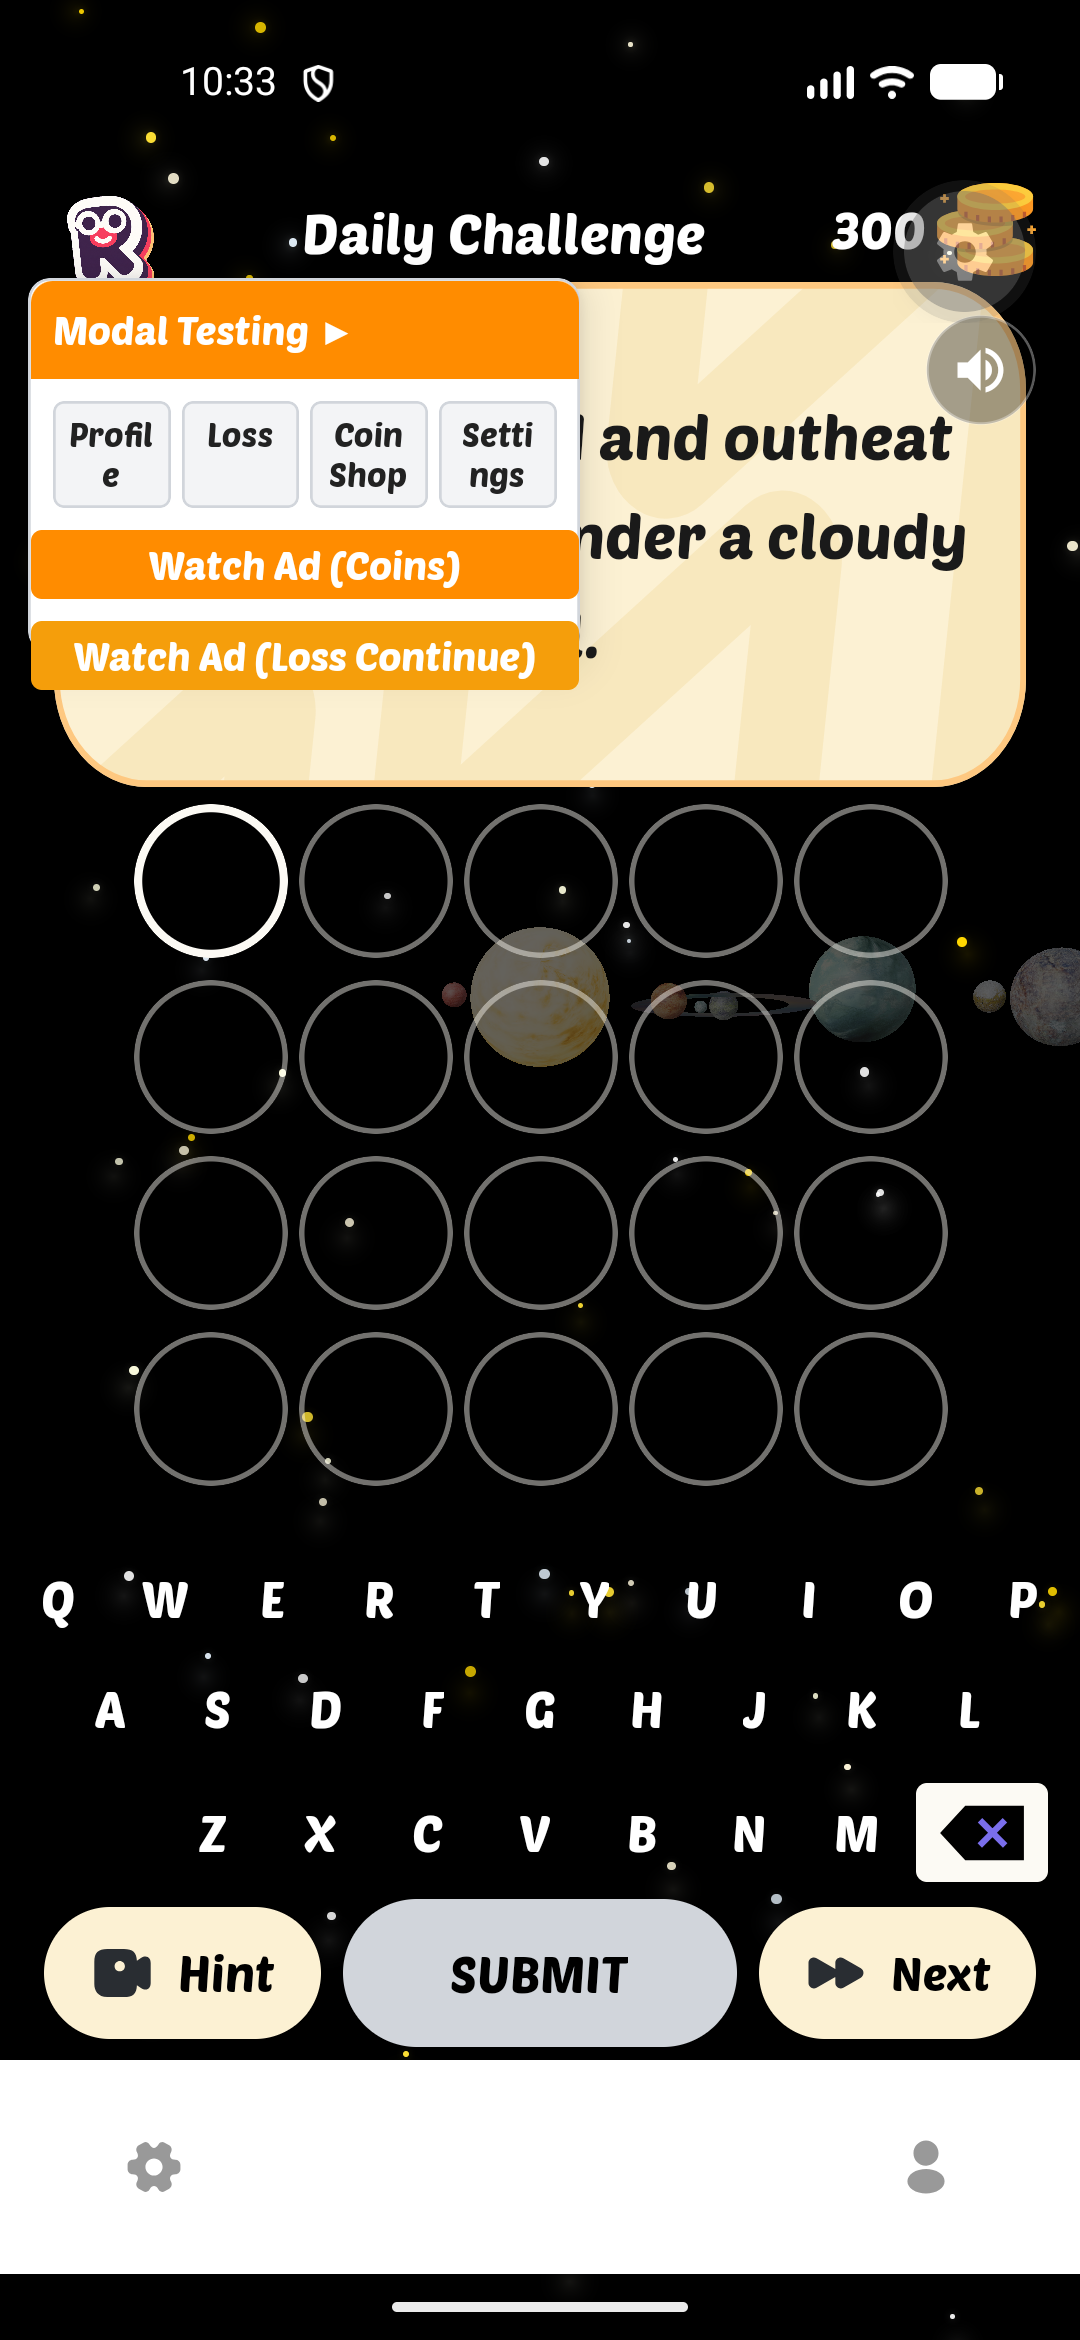 10:33
Daily Challenge
300
Modal Testing ►
Profil
e
Loss
Coin
Shop
Setti
ngs
and outheat
a cloudy
Watch Ad (Coins)
Watch Ad (Loss Continue)
Q W E R T Y U I O P
A S D F G H J K L
Z X C V B N M
Hint
SUBMIT
Next